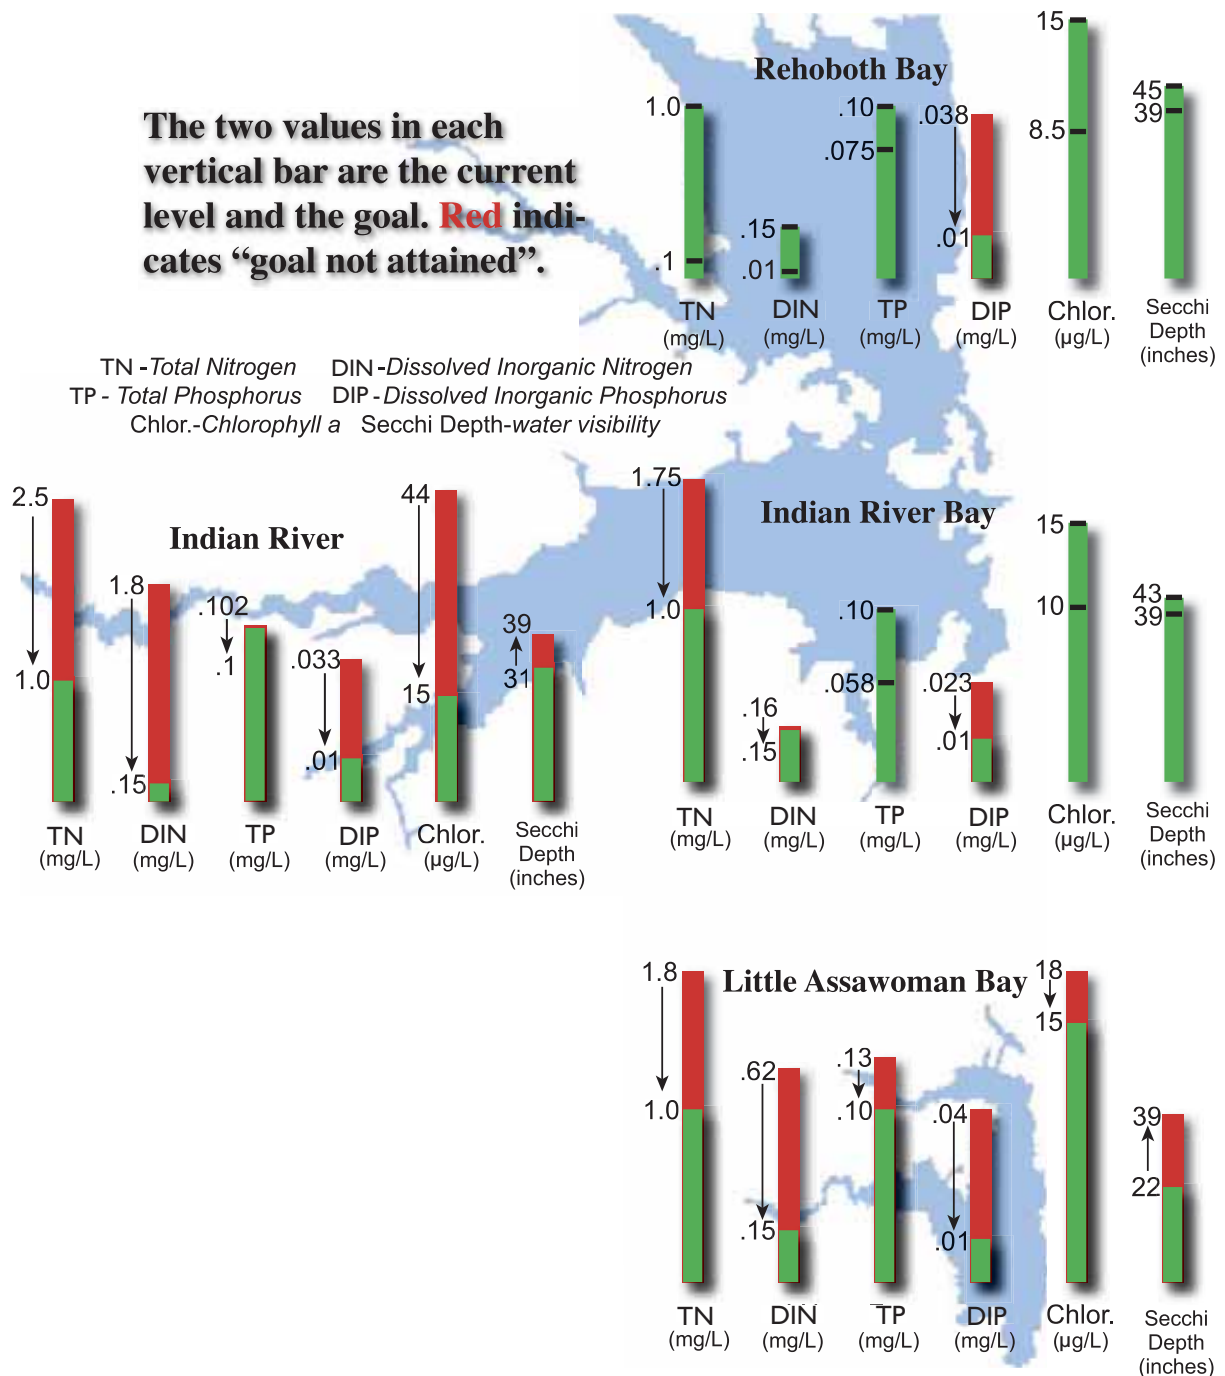 15
Rehoboth Bay
45
39
1.0
.10
.038
8.5
.075
.15
.1
.01
.01
TN
(mg/L)
DIN
(mg/L)
TP
(mg/L)
DIP
(mg/L)
Chlor.
(µg/L)
Secchi
Depth
(inches)
The two values in each
vertical bar are the current
level and the goal. Red indi-
cates “goal not attained”.
TN -Total Nitrogen DIN-Dissolved Inorganic Nitrogen
TP - Total Phosphorus DIP-Dissolved Inorganic Phosphorus
Chlor.-Chlorophyll a Secchi Depth-water visibility
Indian River
2.5
1.0
1.8
.15
.102
.1
.033
.01
44
15
39
31
TN
(mg/L)
DIN
(mg/L)
TP
(mg/L)
DIP
(mg/L)
Chlor.
(µg/L)
Secchi
Depth
(inches)
Indian River Bay
1.75
1.0
.16
.15
.10
.058
.023
.01
15
10
43
39
TN
(mg/L)
DIN
(mg/L)
TP
(mg/L)
DIP
(mg/L)
Chlor.
(µg/L)
Secchi
Depth
(inches)
Little Assawoman Bay
1.8
1.0
.62
.15
.13
.10
.04
.01
18
15
39
22
TN
(mg/L)
DIN
(mg/L)
TP
(mg/L)
DIP
(mg/L)
Chlor.
(µg/L)
Secchi
Depth
(inches)